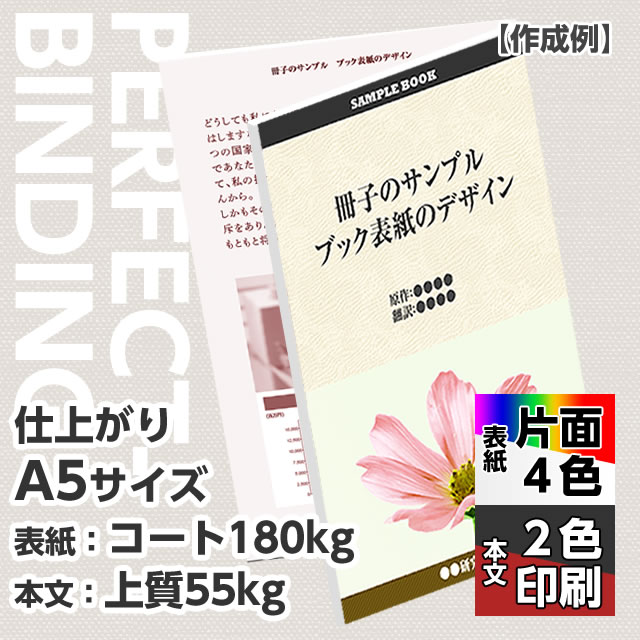 PERFECT-
BINDING
【作成例】
冊子のサンプル ブック表紙のデザイン
どうしても私に
はします
つの国家
であなた
て、私の
んから。
しかもその
斥をあり
もともと将
SAMPLE BOOK
冊子のサンプル
ブック表紙のデザイン
原作:●●●●
翻訳:●●●●
仕上がり
A5サイズ
表紙：コート180kg
本文：上質55kg
表紙
片面
4色
本文
2色
印刷